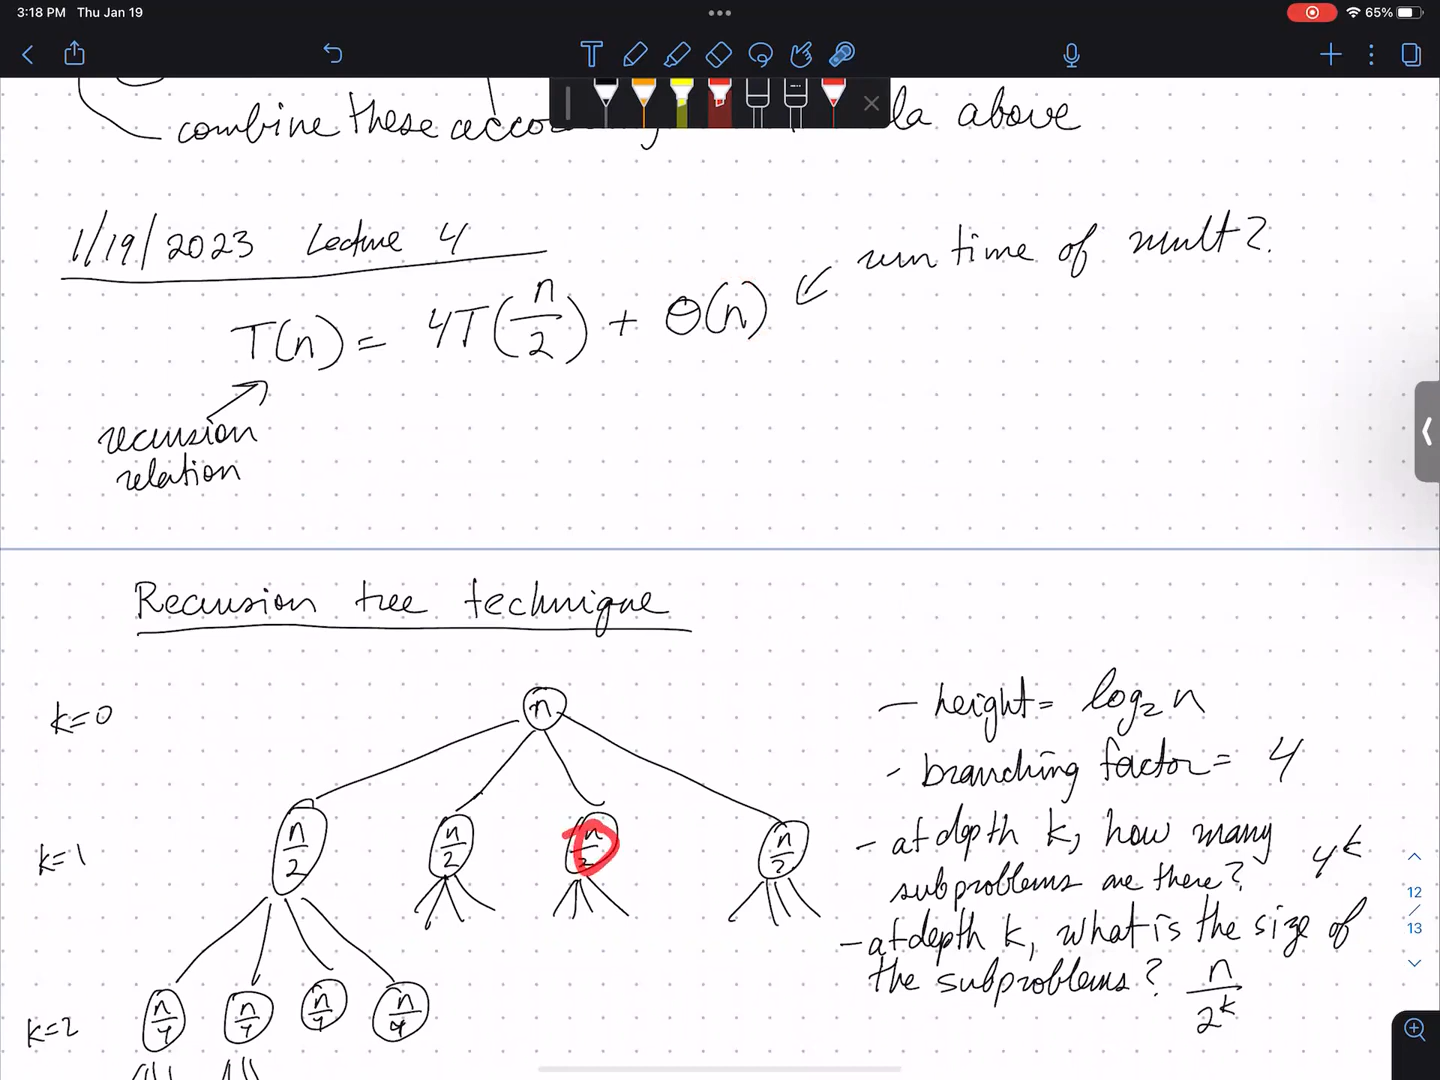 3:18 PM Thu Jan 19
65%
combine these acco
la above
1/19/2023 Lecture 4
run time of mult?
T(n) = 4T(n/2) + Θ(n)
recursion
relation
Recursion tree technique
k=0
n
- height = log₂ n
- branching factor = 4
k=1
n/2 n/2 n/2 n/2
- at depth k, how many
subproblems are there? 4^k
- at depth k, what is the size of
the subproblems? n/2^k
k=2
n/4 n/4 n/4 n/4
12
/
13